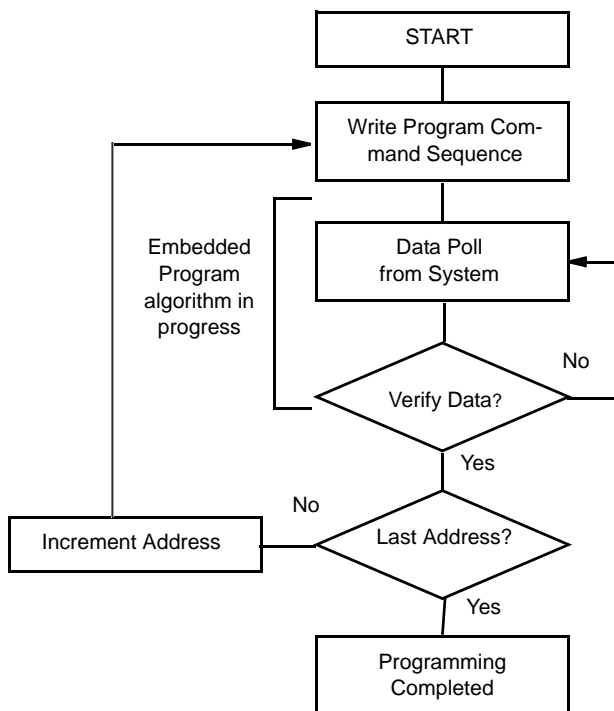 START
Write Program Com-
mand Sequence
Data Poll
from System
Embedded
Program
algorithm in
progress
Verify Data?
No
Yes
No
Last Address?
Increment Address
Yes
Programming
Completed